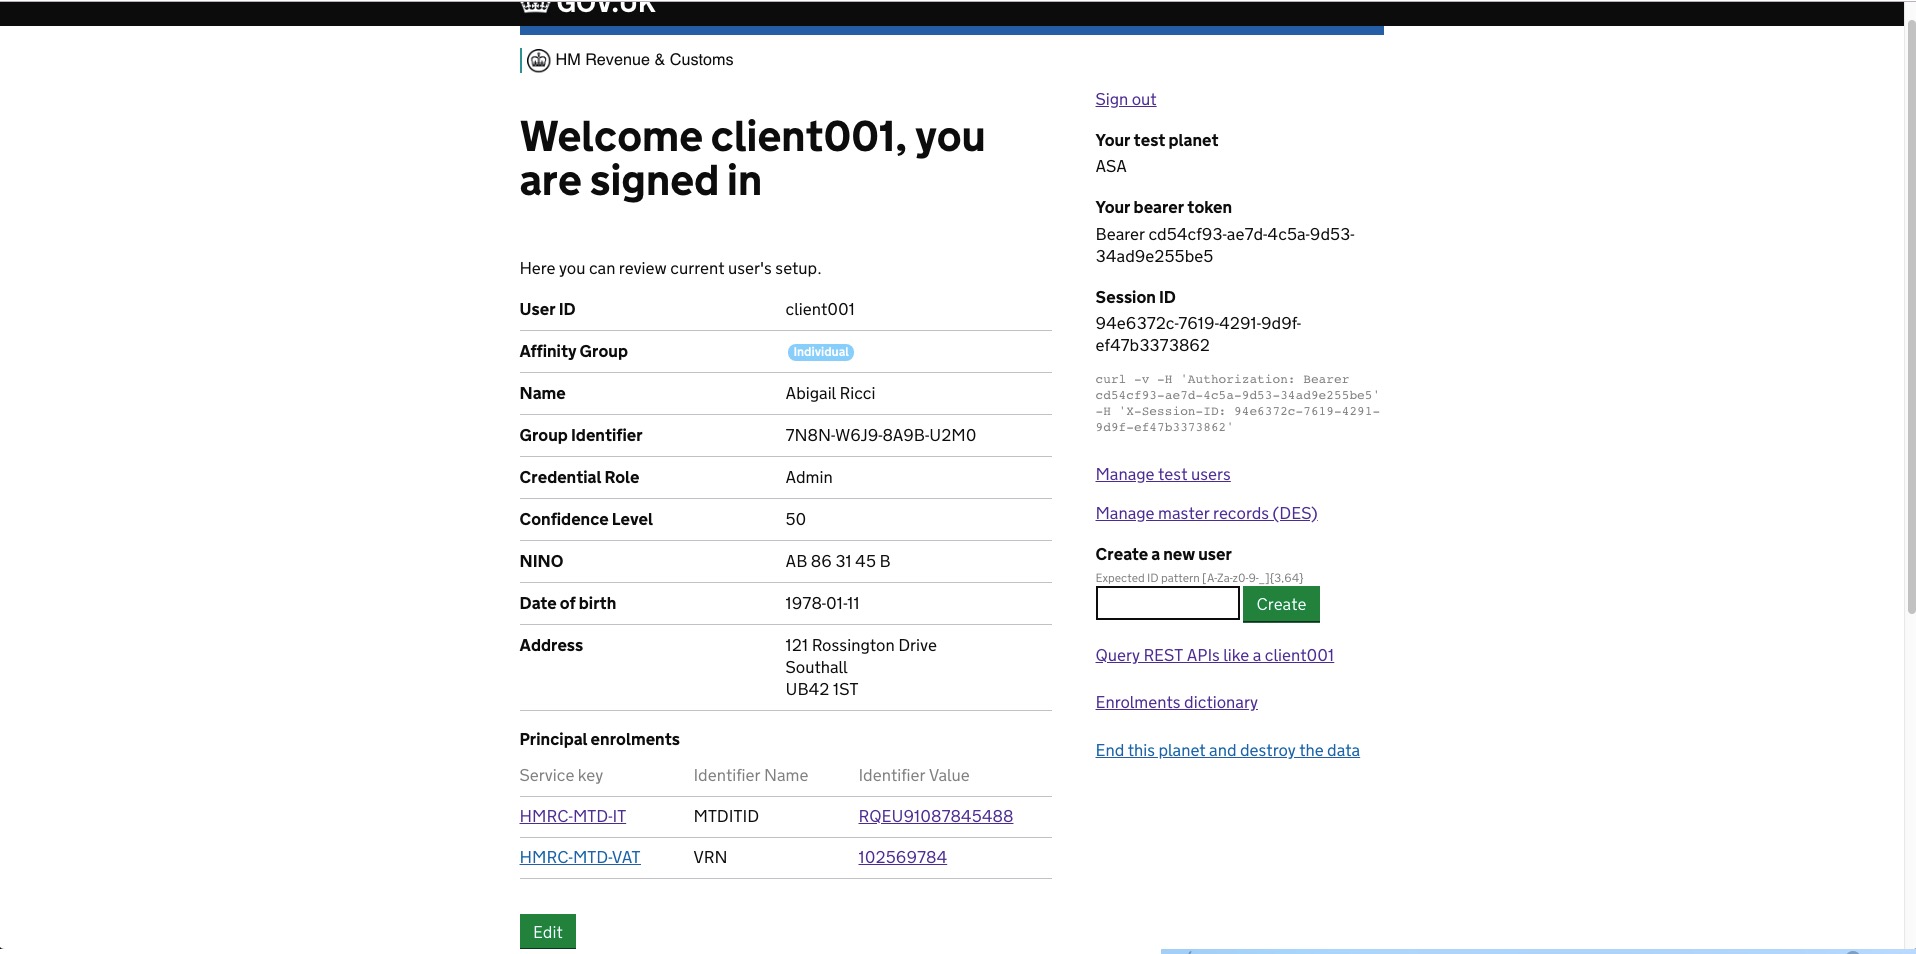 GOV.UK
HM Revenue & Customs
Welcome client001, you
are signed in
Here you can review current user's setup.
User ID client001
Affinity Group Individual
Name Abigail Ricci
Group Identifier 7N8N-W6J9-8A9B-U2M0
Credential Role Admin
Confidence Level 50
NINO AB 86 31 45 B
Date of birth 1978-01-11
Address 121 Rossington Drive
Southall
UB42 1ST
Principal enrolments
Service key Identifier Name Identifier Value
HMRC-MTD-IT MTDITID RQEU91087845488
HMRC-MTD-VAT VRN 102569784
Edit
Sign out
Your test planet
ASA
Your bearer token
Bearer cd54cf93-ae7d-4c5a-9d53-
34ad9e255be5
Session ID
94e6372c-7619-4291-9d9f-
ef47b3373862
curl -v -H 'Authorization: Bearer
cd54cf93-ae7d-4c5a-9d53-34ad9e255be5'
-H 'X-Session-ID: 94e6372c-7619-4291-
9d9f-ef47b3373862'
Manage test users
Manage master records (DES)
Create a new user
Expected ID pattern [A-Za-z0-9-_]{3,64}
Create
Query REST APIs like a client001
Enrolments dictionary
End this planet and destroy the data